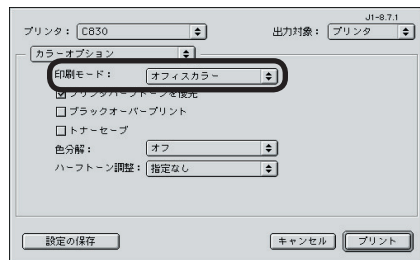 J1-8.7.1
プリンタ： C830 出力対象： プリンタ
カラーオプション
印刷モード： オフィスカラー
プリンタハーフトーンを優先
ブラックオーバープリント
トナーセーブ
色分解： オフ
ハーフトーン調整： 指定なし
設定の保存 キャンセル プリント